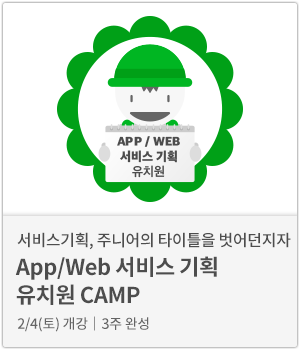 APP / WEB
서비스 기획
유치원
서비스기획, 주니어의 타이틀을 벗어던지자
App/Web 서비스 기획
유치원 CAMP
2/4(토) 개강 | 3주 완성